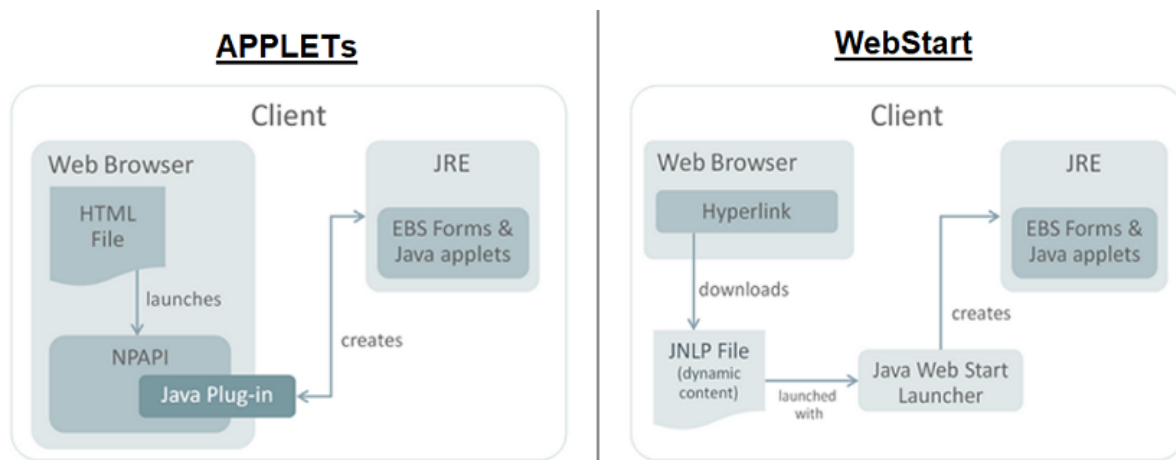 APPLETs
Client
Web Browser
HTML
File
launches
NPAPI
Java Plug-in
creates
JRE
EBS Forms &
Java applets
WebStart
Client
Web Browser
Hyperlink
downloads
JNLP File
(dynamic
content)
launched
with
Java Web Start
Launcher
creates
JRE
EBS Forms &
Java applets